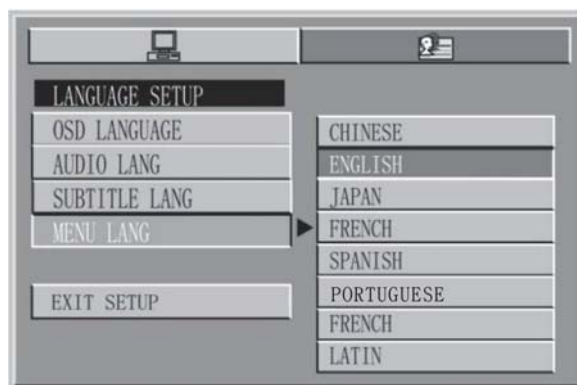 LANGUAGE SETUP
OSD LANGUAGE
AUDIO LANG
SUBTITLE LANG
MENU LANG
EXIT SETUP
CHINESE
ENGLISH
JAPAN
FRENCH
SPANISH
PORTUGUESE
FRENCH
LATIN